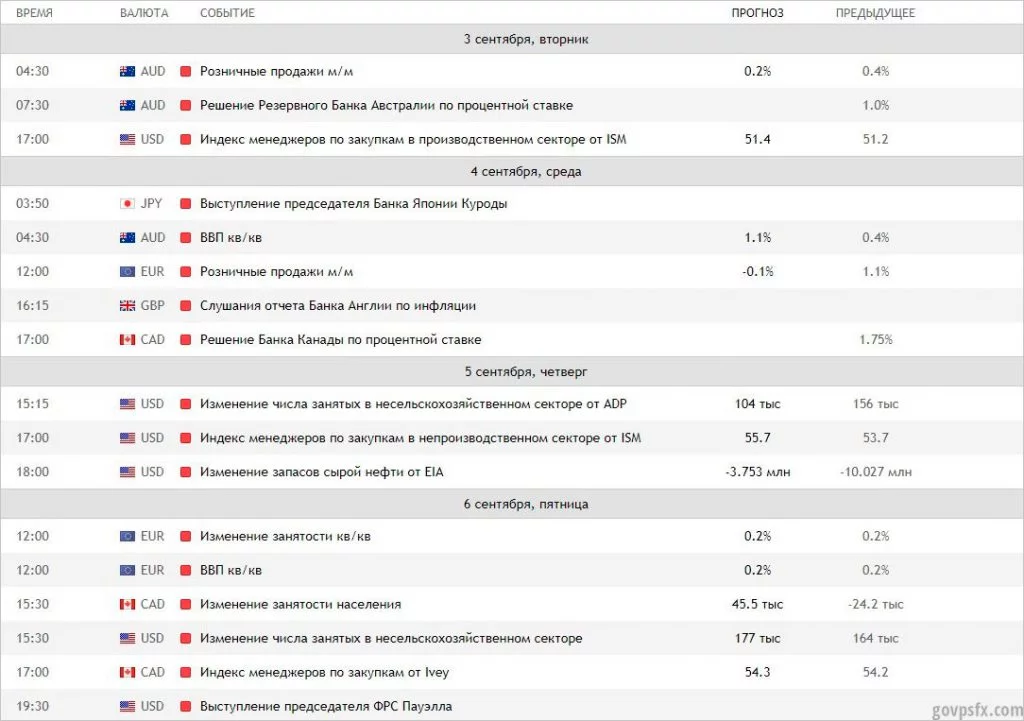 ВРЕМЯ ВАЛЮТА СОБЫТИЕ ПРОГНОЗ ПРЕДЫДУЩЕЕ
3 сентября, вторник
04:30 AUD Розничные продажи м/м 0.2% 0.4%
07:30 AUD Решение Резервного Банка Австралии по процентной ставке 1.0%
17:00 USD Индекс менеджеров по закупкам в производственном секторе от ISM 51.4 51.2
4 сентября, среда
03:50 JPY Выступление председателя Банка Японии Куроды
04:30 AUD ВВП кв/кв 1.1% 0.4%
12:00 EUR Розничные продажи м/м -0.1% 1.1%
16:15 GBP Слушания отчета Банка Англии по инфляции
17:00 CAD Решение Банка Канады по процентной ставке 1.75%
5 сентября, четверг
15:15 USD Изменение числа занятых в несельскохозяйственном секторе от ADP 104 тыс 156 тыс
17:00 USD Индекс менеджеров по закупкам в непроизводственном секторе от ISM 55.7 53.7
18:00 USD Изменение запасов сырой нефти от EIA -3.753 млн -10.027 млн
6 сентября, пятница
12:00 EUR Изменение занятости кв/кв 0.2% 0.2%
12:00 EUR ВВП кв/кв 0.2% 0.2%
15:30 CAD Изменение занятости населения 45.5 тыс -24.2 тыс
15:30 USD Изменение числа занятых в несельскохозяйственном секторе 177 тыс 164 тыс
17:00 CAD Индекс менеджеров по закупкам от Ivey 54.3 54.2
19:30 USD Выступление председателя ФРС Пауэлла
govpsfx.com